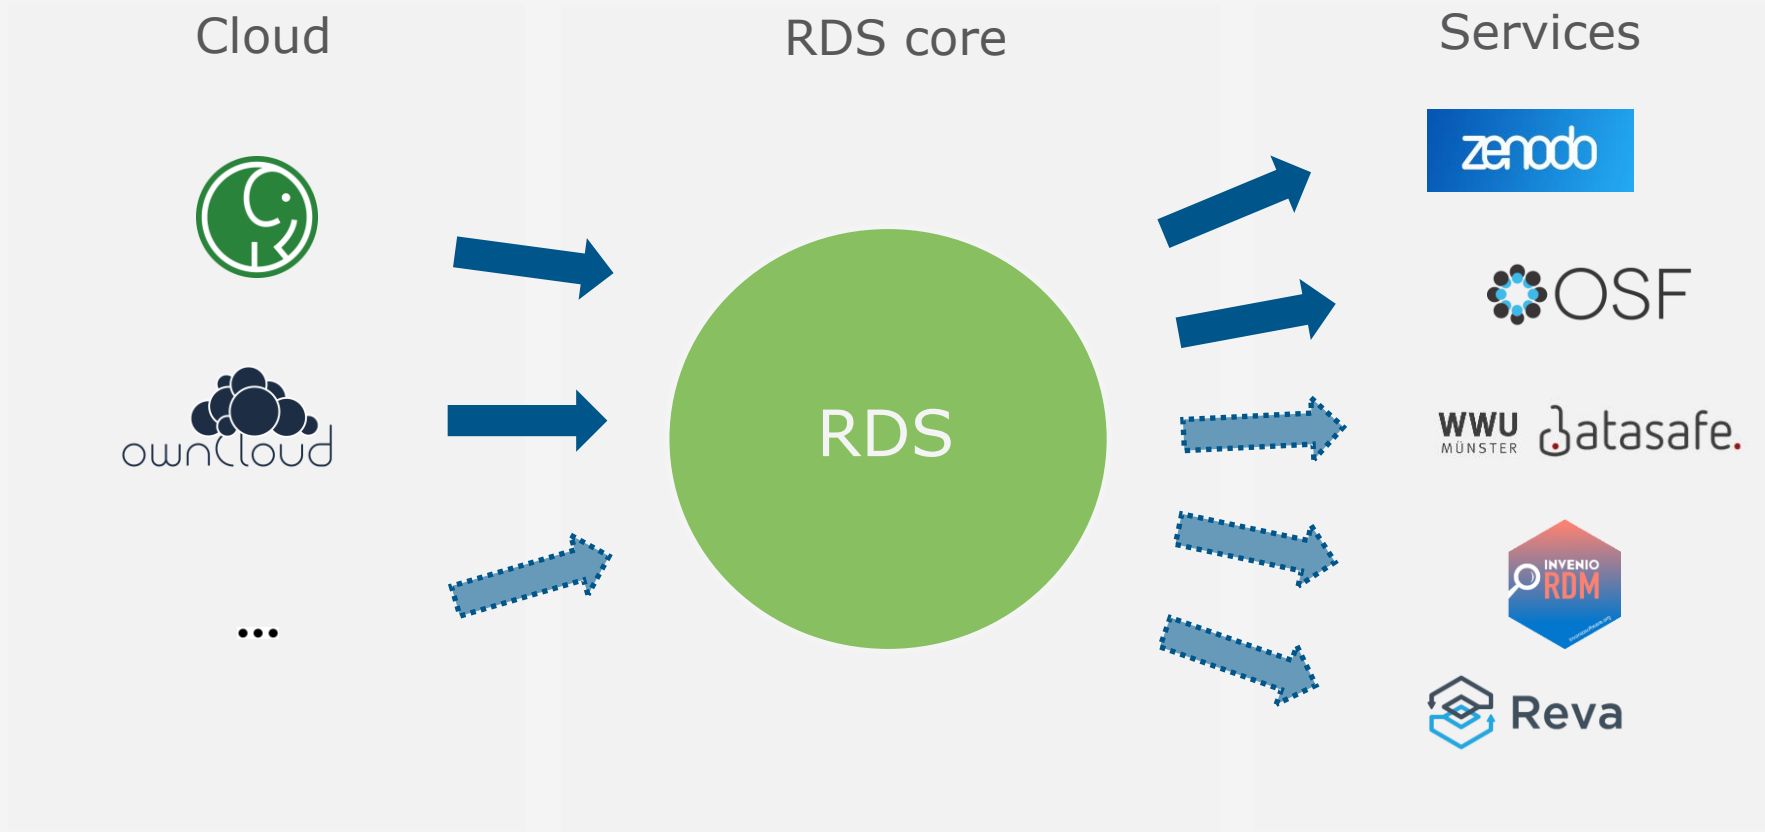 Cloud
RDS core
Services
ownCloud
...
RDS
zenodo
OSF
WWU
MÜNSTER
datasafe.
INVENIO
RDM
Reva